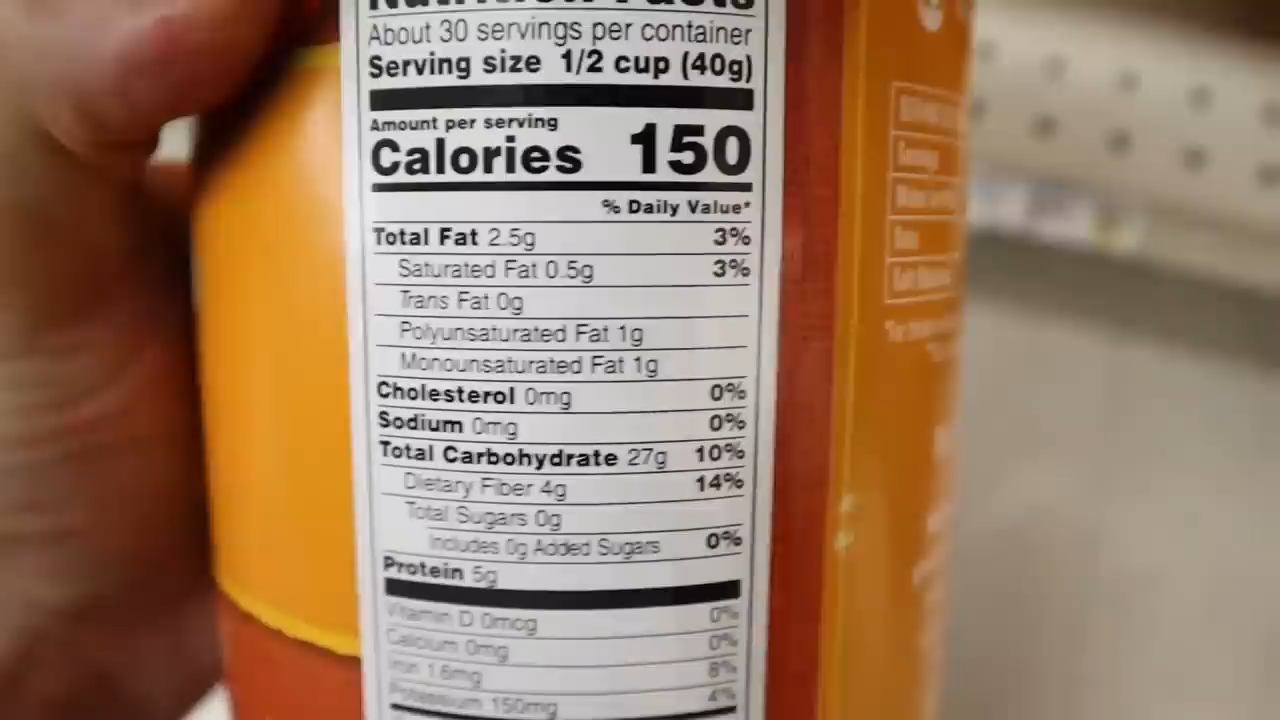 Nutrition Facts
About 30 servings per container
Serving size 1/2 cup (40g)
Amount per serving
Calories 150
% Daily Value*
Total Fat 2.5g 3%
Saturated Fat 0.5g 3%
Trans Fat 0g
Polyunsaturated Fat 1g
Monounsaturated Fat 1g
Cholesterol 0mg 0%
Sodium 0mg 0%
Total Carbohydrate 27g 10%
Dietary Fiber 4g 14%
Total Sugars 0g
Includes 0g Added Sugars 0%
Protein 5g
Vitamin D 0mcg 0%
Calcium 0mg 0%
Iron 1.6mg 8%
Potassium 150mg 4%